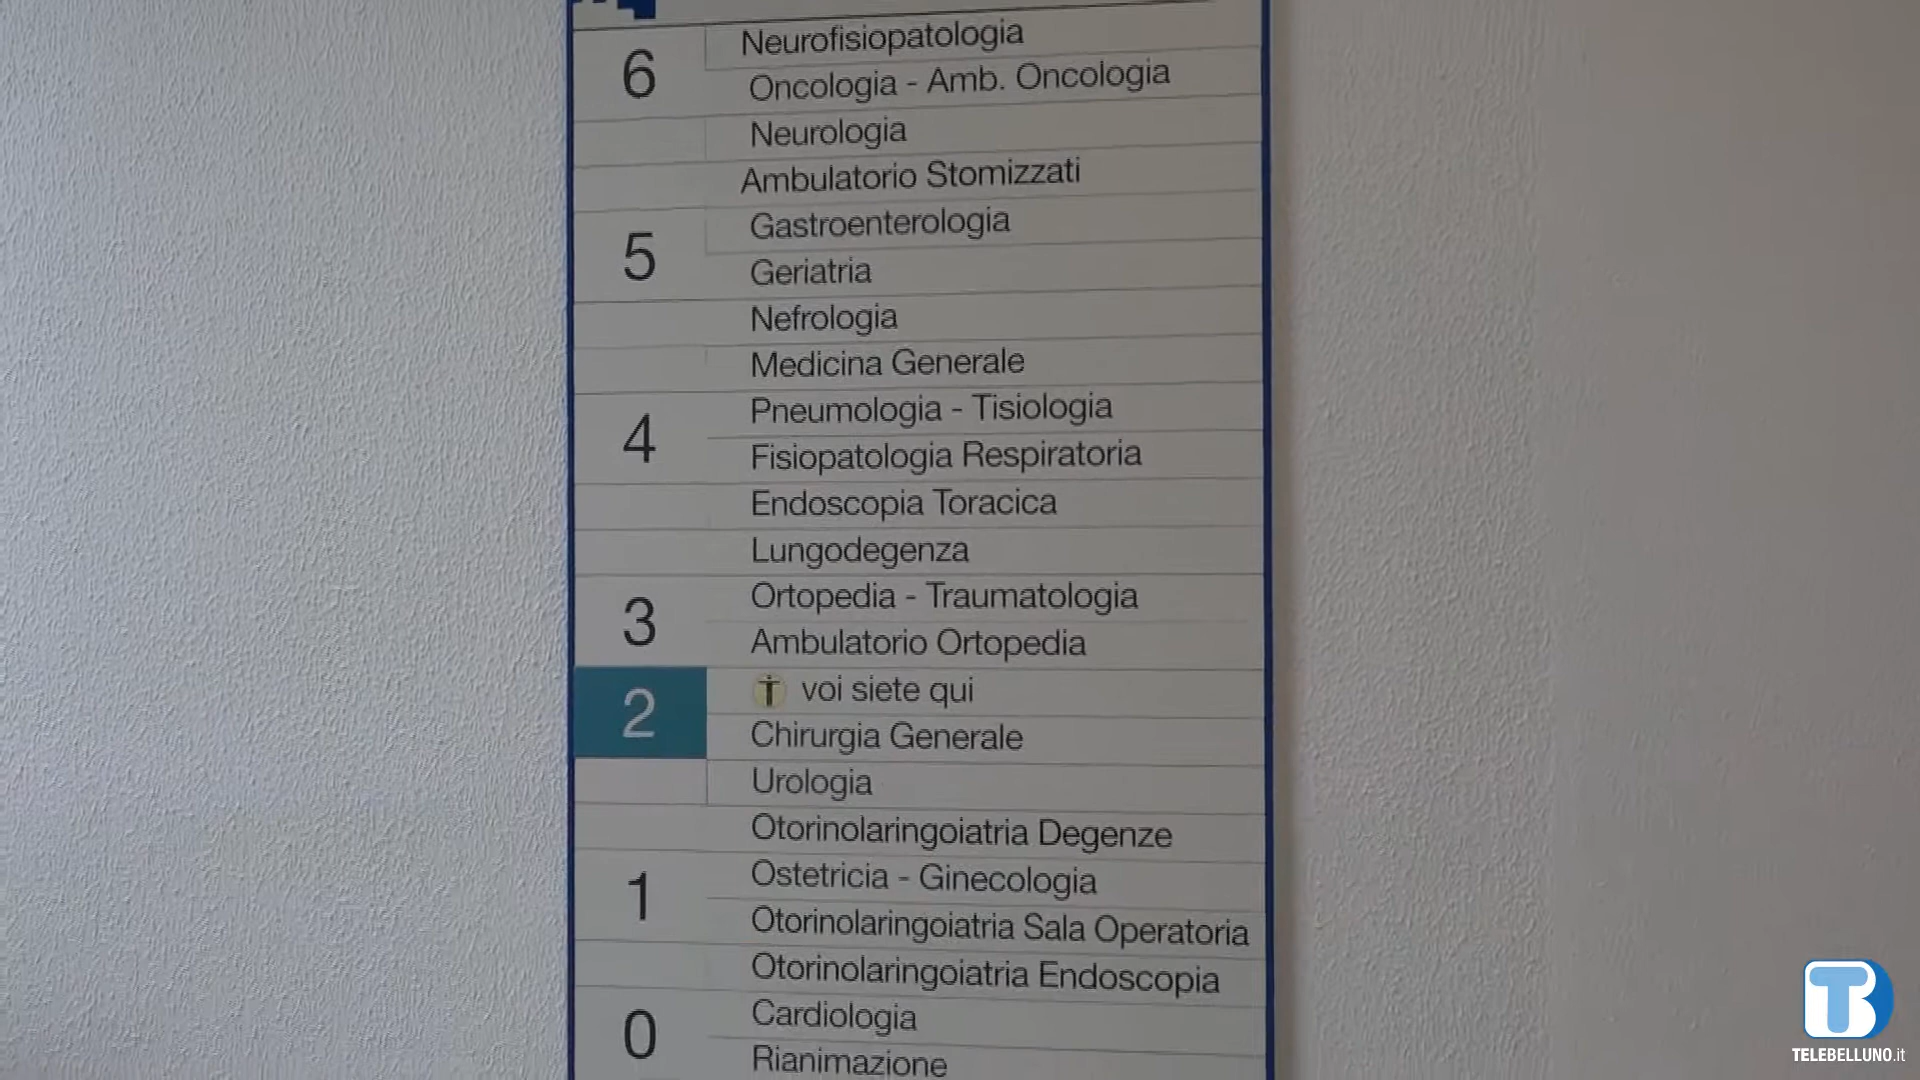 6
Neurofisiopatologia
Oncologia - Amb. Oncologia
Neurologia
Ambulatorio Stomizzati
5
Gastroenterologia
Geriatria
Nefrologia
Medicina Generale
4
Pneumologia - Tisiologia
Fisiopatologia Respiratoria
Endoscopia Toracica
Lungodegenza
3
Ortopedia - Traumatologia
Ambulatorio Ortopedia
2
voi siete qui
Chirurgia Generale
Urologia
Otorinolaringoiatria Degenze
1
Ostetricia - Ginecologia
Otorinolaringoiatria Sala Operatoria
Otorinolaringoiatria Endoscopia
0
Cardiologia
Rianimazione
TB
TELEBELLUNO.it